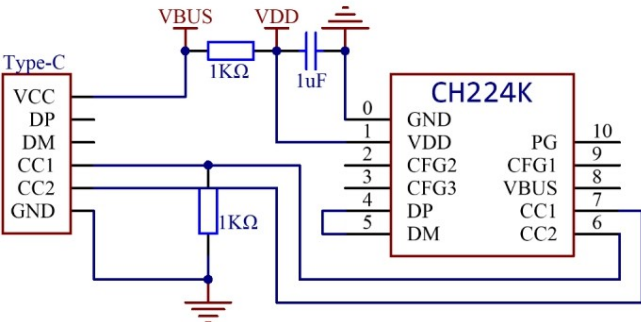 VBUS
VDD
Type-C
1KΩ
1uF
VCC
DP
DM
CC1
CC2
GND
1KΩ
CH224K
0 GND
1 VDD
2 CFG2
3 CFG3
4 DP
5 DM
PG 10
CFG1 9
VBUS 8
CC1 7
CC2 6